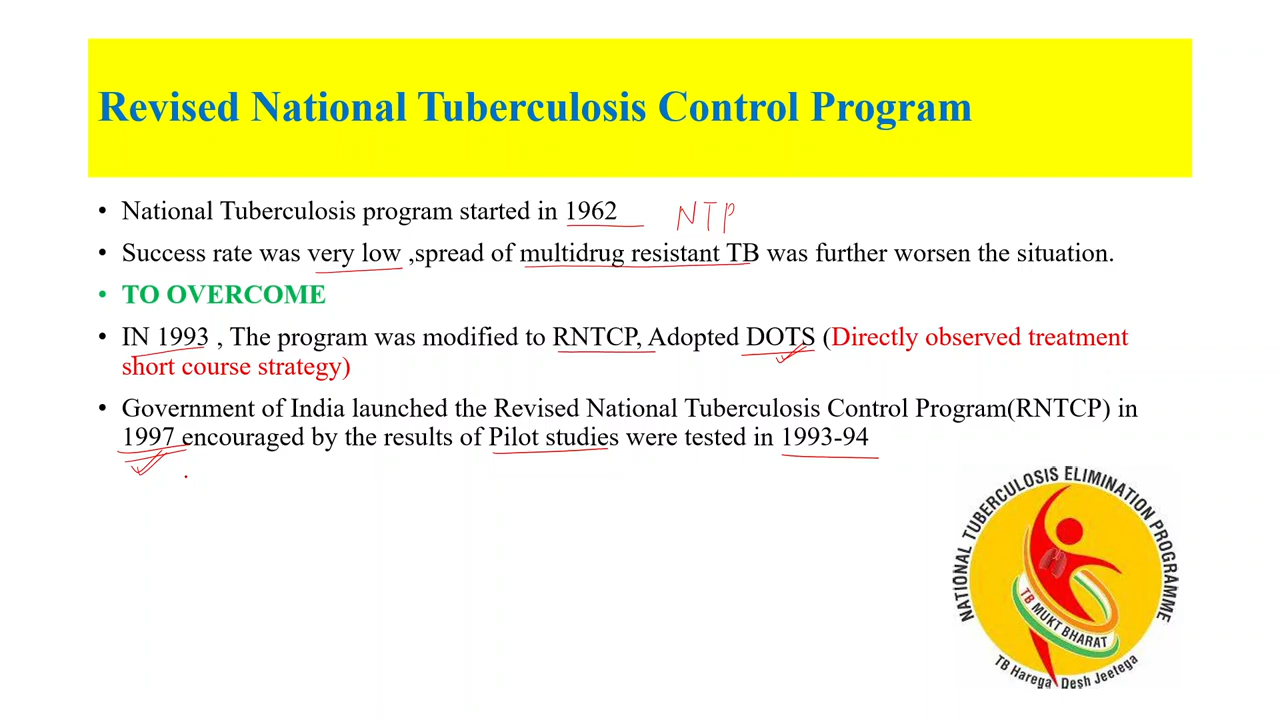 Revised National Tuberculosis Control Program
• National Tuberculosis program started in 1962 NTP
• Success rate was very low ,spread of multidrug resistant TB was further worsen the situation.
• TO OVERCOME
• IN 1993 , The program was modified to RNTCP, Adopted DOTS (Directly observed treatment
short course strategy)
• Government of India launched the Revised National Tuberculosis Control Program(RNTCP) in
1997 encouraged by the results of Pilot studies were tested in 1993-94
NATIONAL TUBERCULOSIS ELIMINATION PROGRAMME
TB MUKT BHARAT
TB Harega Desh Jeetega